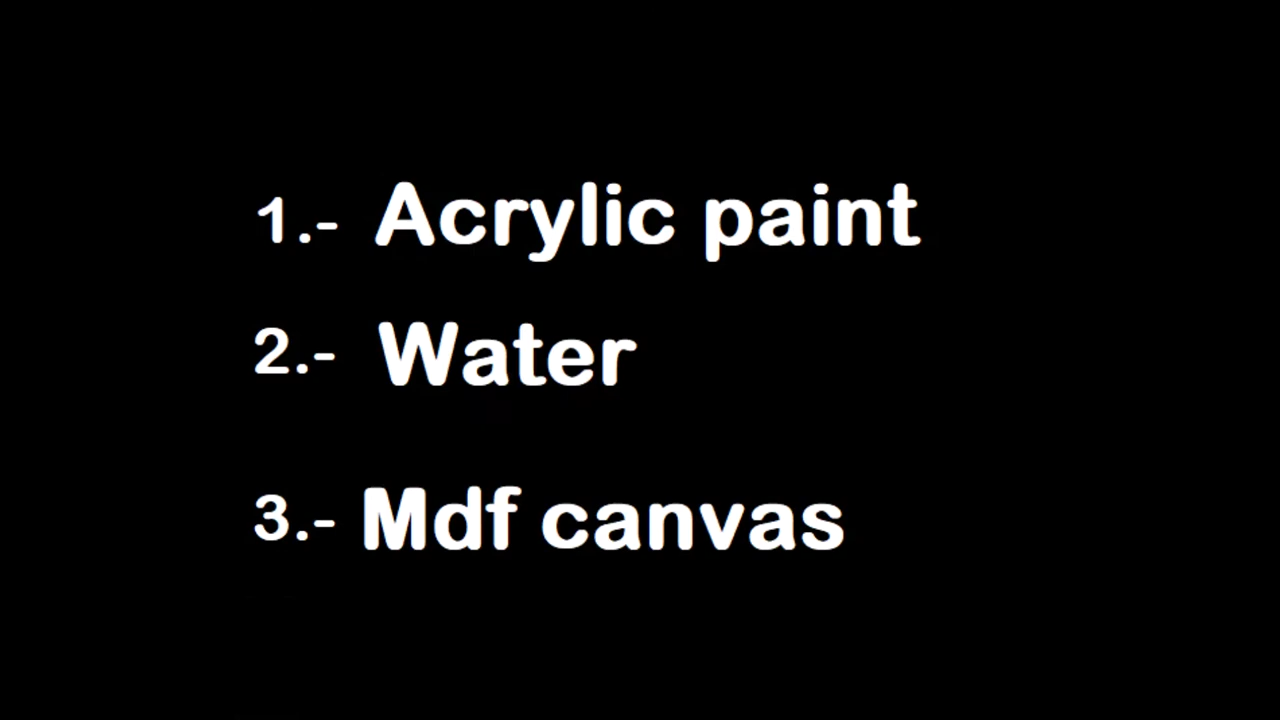 1.- Acrylic paint
2.- Water
3.- Mdf canvas